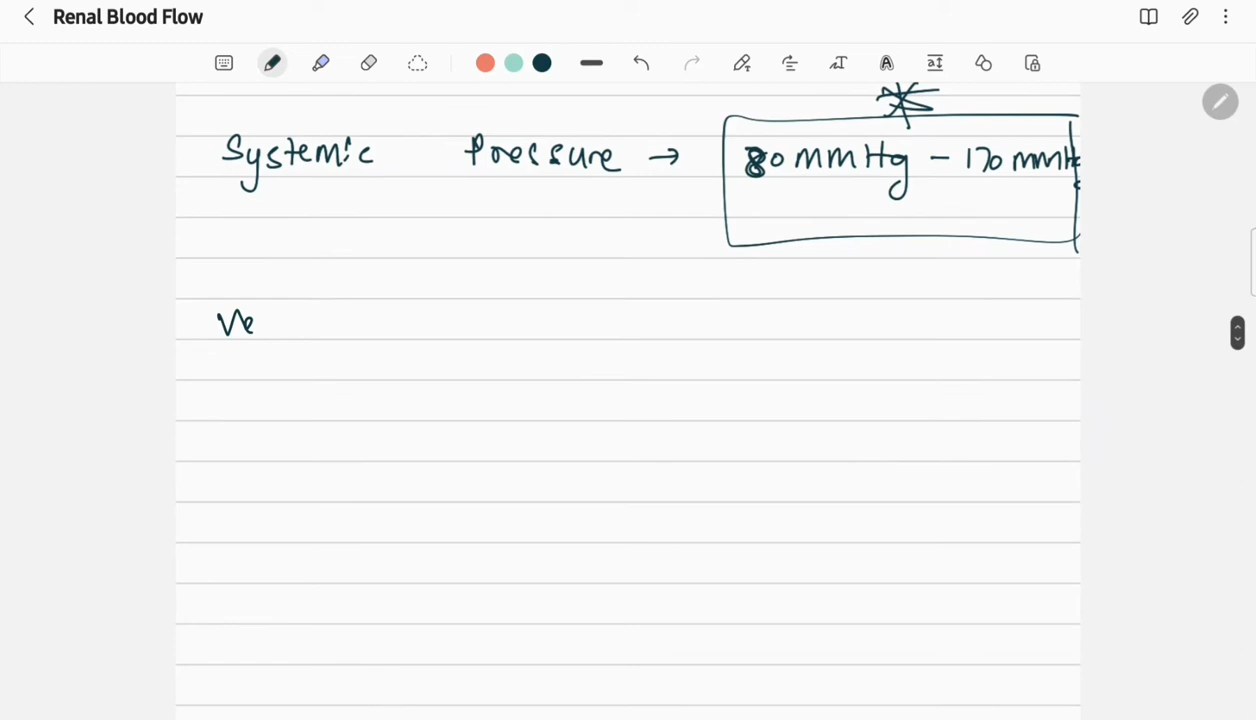 Renal Blood Flow
Systemic Pressure → 80 mmHg - 170 mmHg
Ve